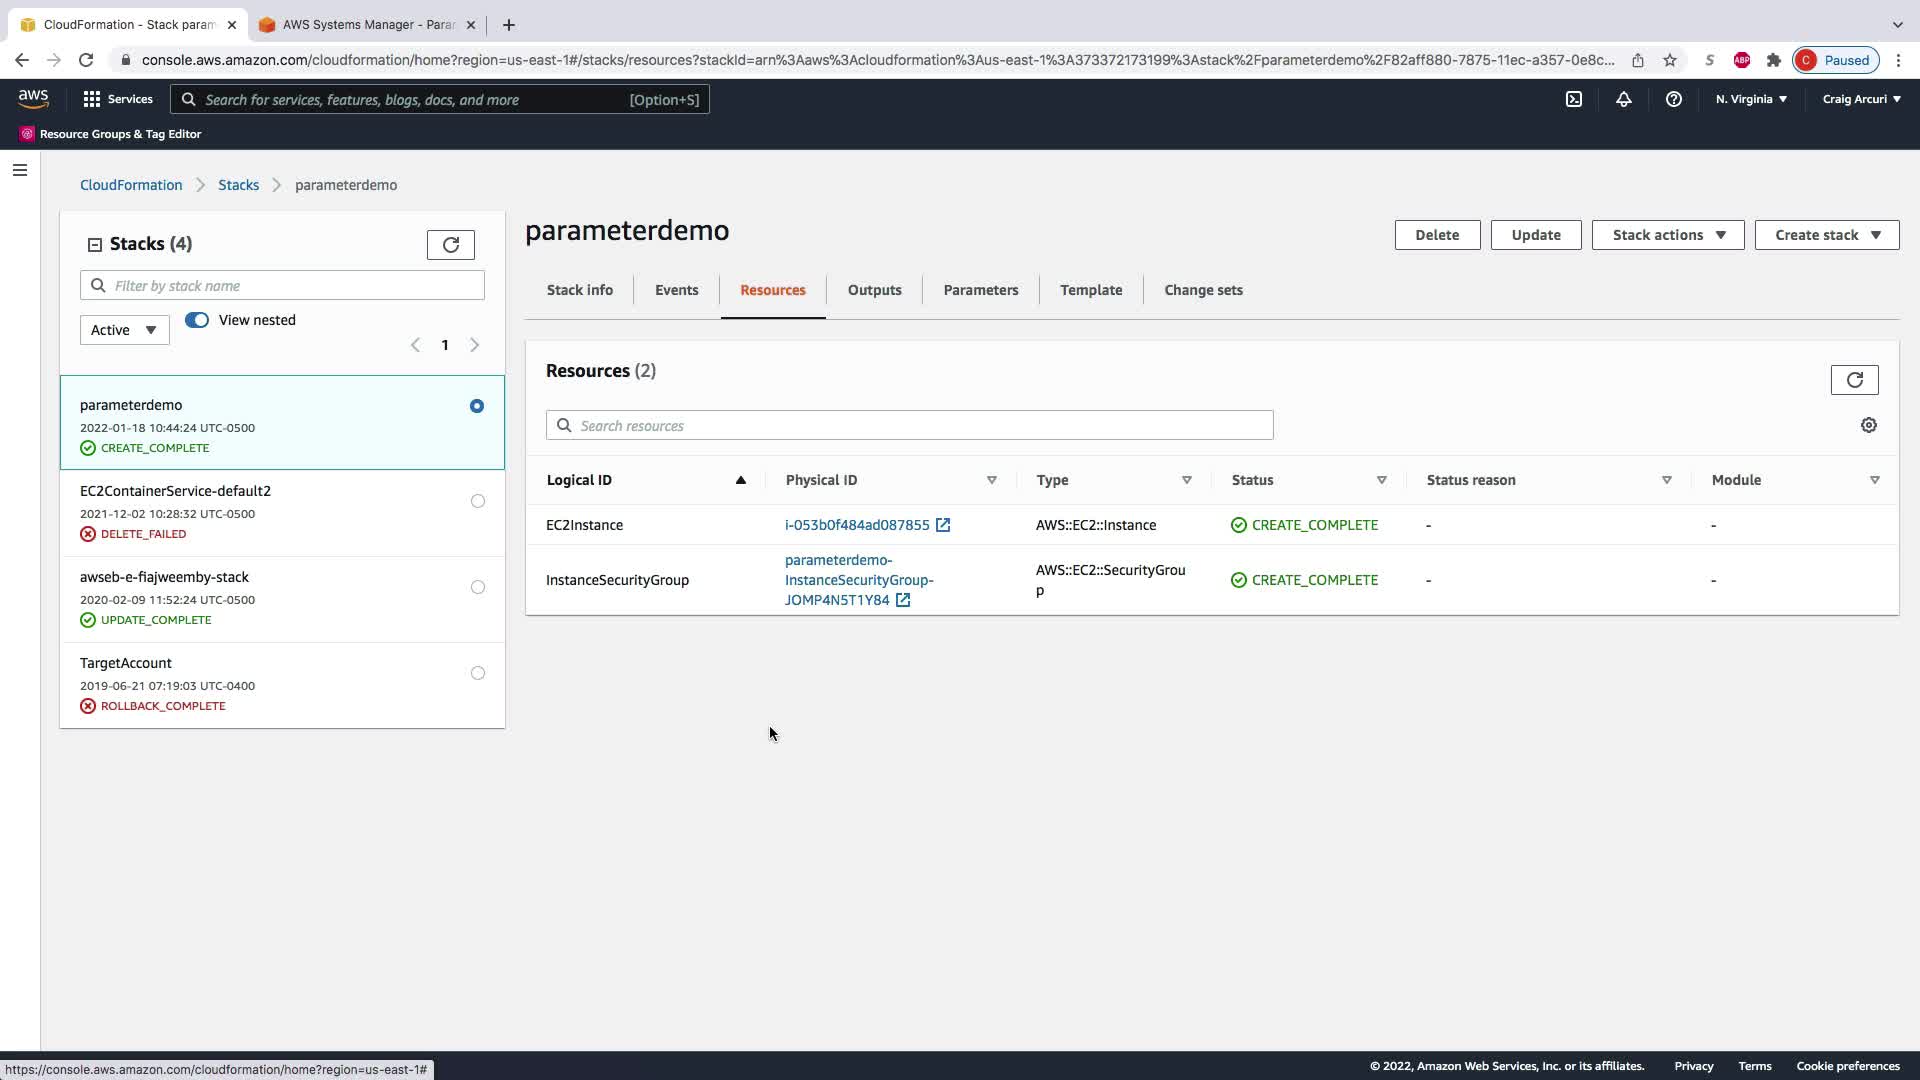 CloudFormation - Stack param
AWS Systems Manager - Para
console.aws.amazon.com/cloudformation/home?region=us-east-1#/stacks/resources?stackId=arn%3Aaws%3Acloudformation%3Aus-east-1%3A373372173199%3Astack%2Fparameterdemo%2F82aff880-7875-11ec-a357-0e8c...
S
ABP
C
Paused
aws
Services
Search for services, features, blogs, docs, and more
[Option+S]
N. Virginia
Craig Arcuri
Resource Groups & Tag Editor
CloudFormation
Stacks
parameterdemo
Stacks (4)
Filter by stack name
Active
View nested
1
parameterdemo
2022-01-18 10:44:24 UTC-0500
CREATE_COMPLETE
EC2ContainerService-default2
2021-12-02 10:28:32 UTC-0500
DELETE_FAILED
awseb-e-fiajweemby-stack
2020-02-09 11:52:24 UTC-0500
UPDATE_COMPLETE
TargetAccount
2019-06-21 07:19:03 UTC-0400
ROLLBACK_COMPLETE
parameterdemo
Delete
Update
Stack actions
Create stack
Stack info
Events
Resources
Outputs
Parameters
Template
Change sets
Resources (2)
Search resources
Logical ID
Physical ID
Type
Status
Status reason
Module
EC2Instance
i-053b0f484ad087855
AWS::EC2::Instance
CREATE_COMPLETE
-
-
InstanceSecurityGroup
parameterdemo-
InstanceSecurityGroup-
JOMP4N5T1Y84
AWS::EC2::SecurityGrou
p
CREATE_COMPLETE
-
-
https://console.aws.amazon.com/cloudformation/home?region=us-east-1#
© 2022, Amazon Web Services, Inc. or its affiliates.
Privacy
Terms
Cookie preferences